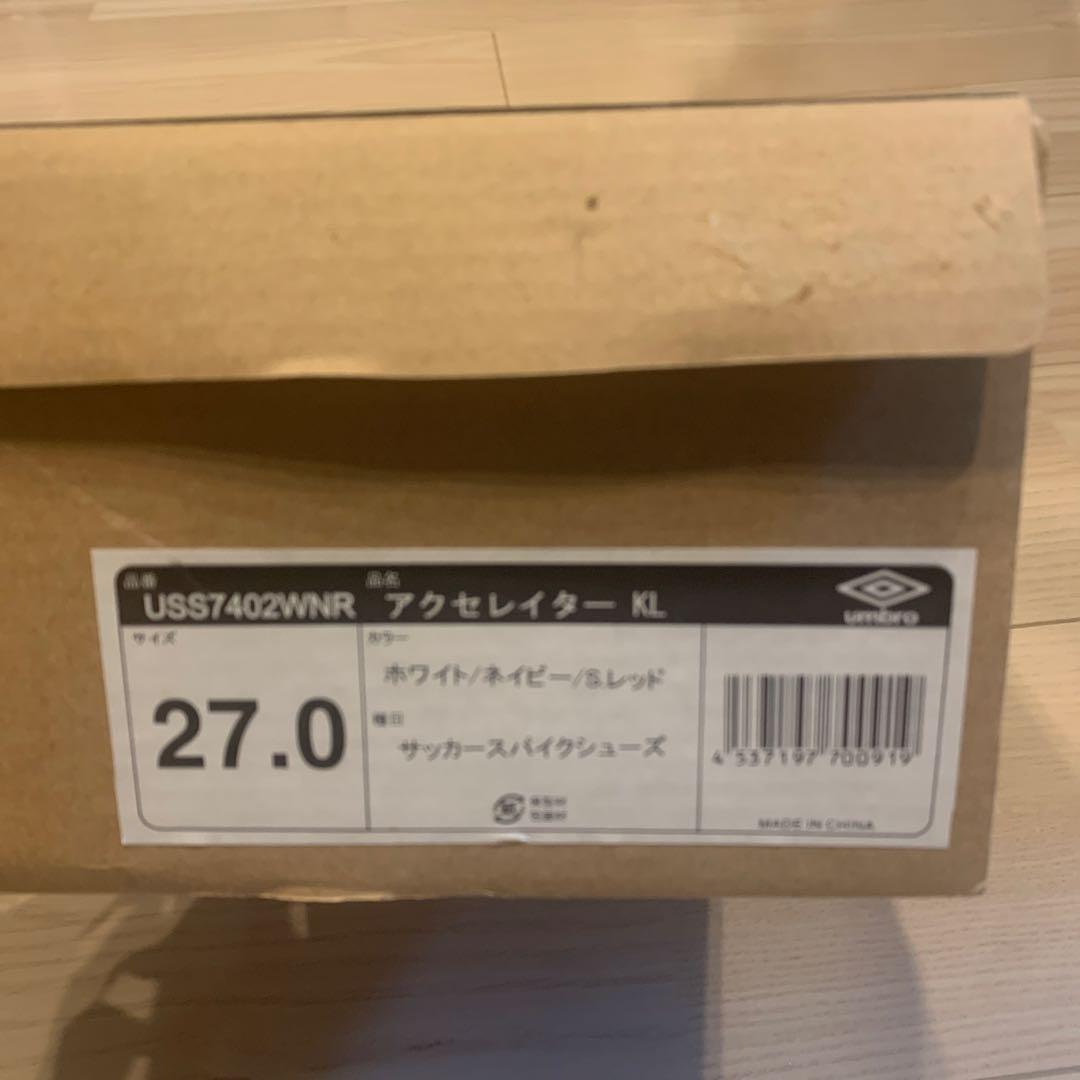 品番 品名
USS7402WNR アクセレイター KL
umbro
サイズ
27.0
カラー
ホワイト/ネイビー/S.レッド
種目
サッカースパイクシューズ
4 537197 700919
MADE IN CHINA